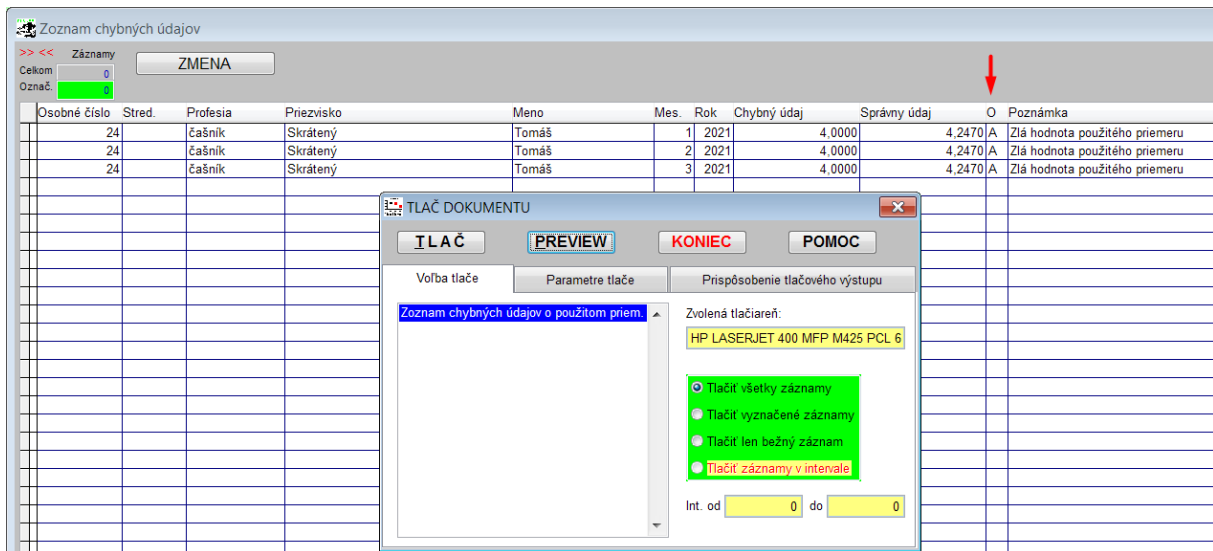 Zoznam chybných údajov
>> << Záznamy
Celkom 0
Označ. 0
ZMENA
Osobné číslo Stred. Profesia Priezvisko Meno Mes. Rok Chybný údaj Správny údaj O Poznámka
24 čašník Skrátený Tomáš 1 2021 4,0000 4,2470 A Zlá hodnota použitého priemeru
24 čašník Skrátený Tomáš 2 2021 4,0000 4,2470 A Zlá hodnota použitého priemeru
24 čašník Skrátený Tomáš 3 2021 4,0000 4,2470 A Zlá hodnota použitého priemeru
TLAČ DOKUMENTU
TLAČ PREVIEW KONIEC POMOC
Voľba tlače Parametre tlače Prispôsobenie tlačového výstupu
Zoznam chybných údajov o použitom priem.
Zvolená tlačiareň:
HP LASERJET 400 MFP M425 PCL 6
Tlačiť všetky záznamy
Tlačiť vyznačené záznamy
Tlačiť len bežný záznam
Tlačiť záznamy v intervale
Int. od 0 do 0